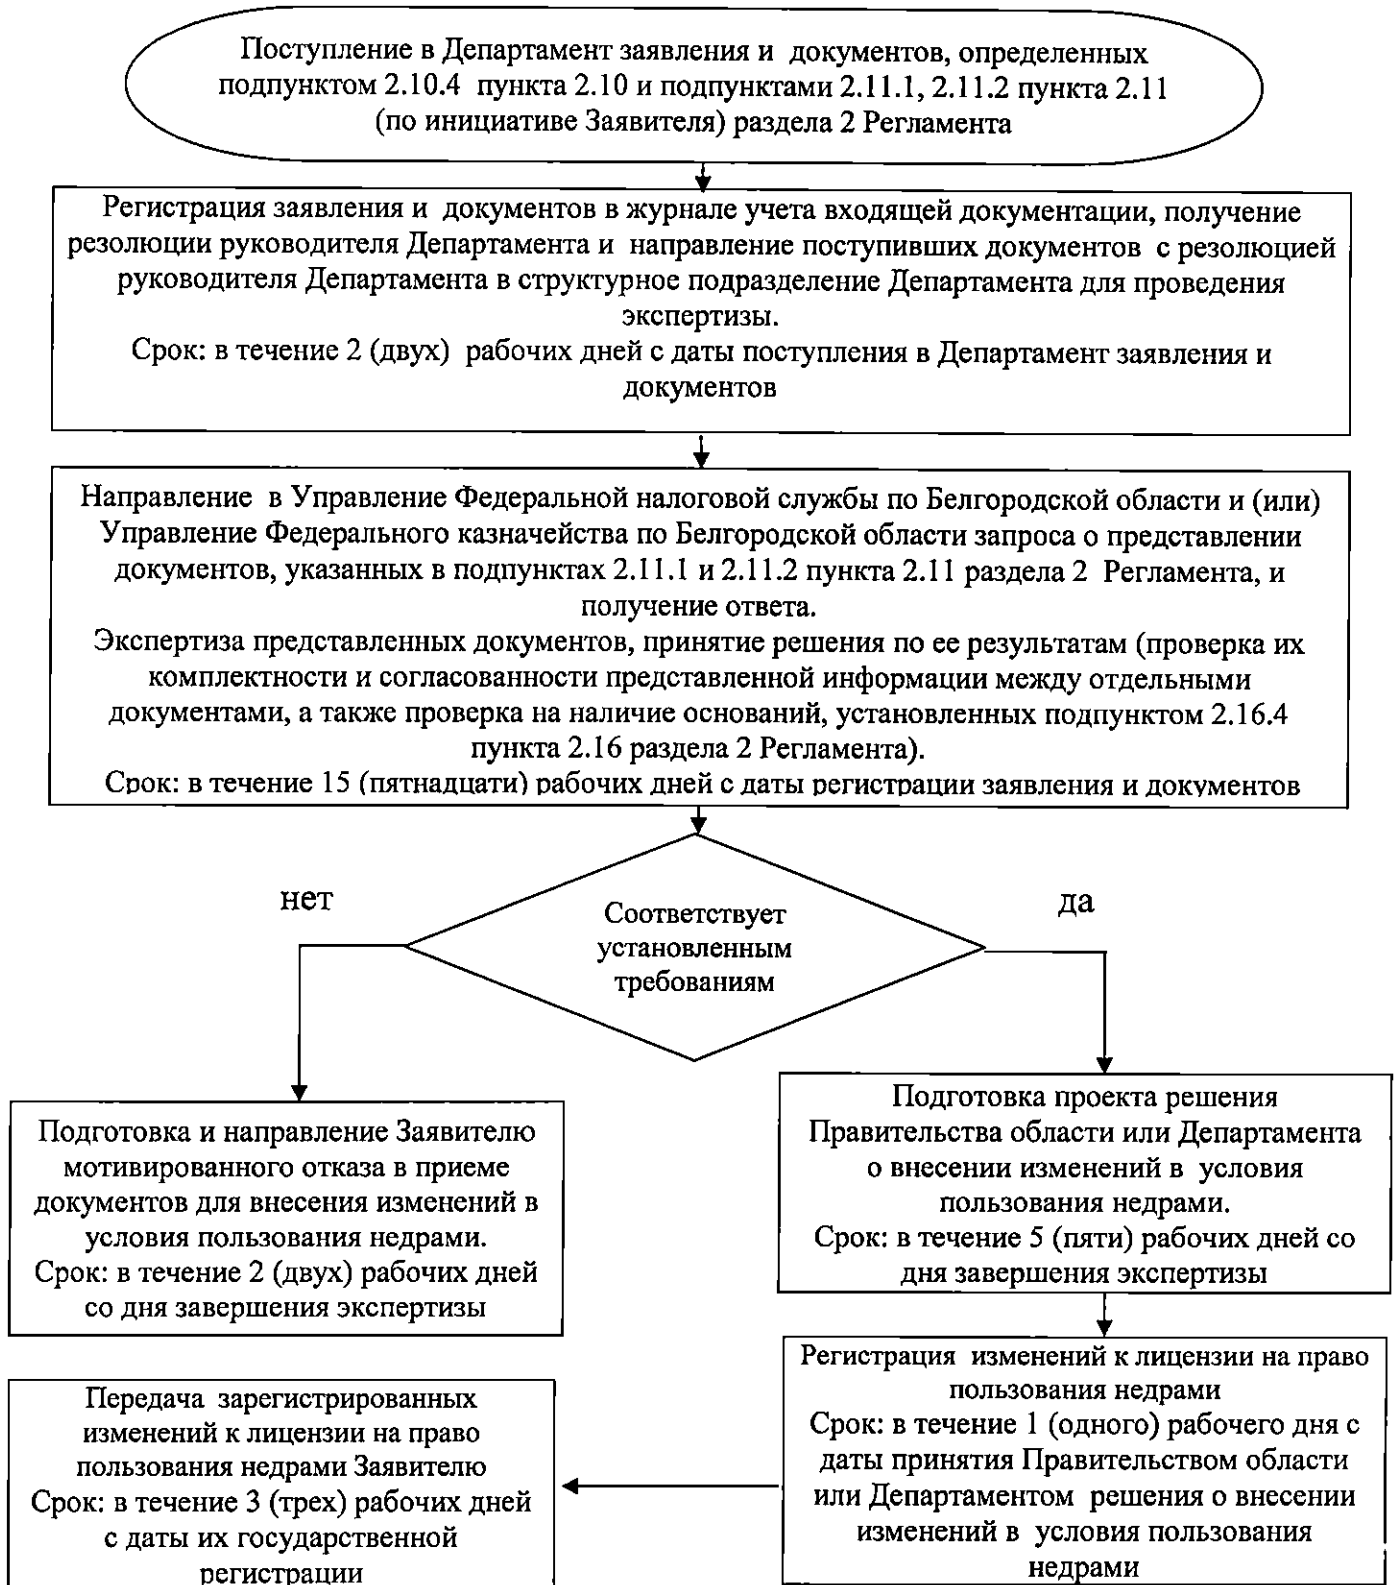 Поступление в Департамент заявления и документов, определенных
подпунктом 2.10.4 пункта 2.10 и подпунктами 2.11.1, 2.11.2 пункта 2.11
(по инициативе Заявителя) раздела 2 Регламента
Регистрация заявления и документов в журнале учета входящей документации, получение
резолюции руководителя Департамента и направление поступивших документов с резолюцией
руководителя Департамента в структурное подразделение Департамента для проведения
экспертизы.
Срок: в течение 2 (двух) рабочих дней с даты поступления в Департамент заявления и
документов
Направление в Управление Федеральной налоговой службы по Белгородской области и (или)
Управление Федерального казначейства по Белгородской области запроса о представлении
документов, указанных в подпунктах 2.11.1 и 2.11.2 пункта 2.11 раздела 2 Регламента, и
получение ответа.
Экспертиза представленных документов, принятие решения по ее результатам (проверка их
комплектности и согласованности представленной информации между отдельными
документами, а также проверка на наличие оснований, установленных подпунктом 2.16.4
пункта 2.16 раздела 2 Регламента).
Срок: в течение 15 (пятнадцати) рабочих дней с даты регистрации заявления и документов
нет
да
Соответствует
установленным
требованиям
Подготовка и направление Заявителю
мотивированного отказа в приеме
документов для внесения изменений в
условия пользования недрами.
Срок: в течение 2 (двух) рабочих дней
со дня завершения экспертизы
Подготовка проекта решения
Правительства области или Департамента
о внесении изменений в условия
пользования недрами.
Срок: в течение 5 (пяти) рабочих дней со
дня завершения экспертизы
Регистрация изменений к лицензии на право
пользования недрами
Срок: в течение 1 (одного) рабочего дня с
даты принятия Правительством области
или Департаментом решения о внесении
изменений в условия пользования
недрами
Передача зарегистрированных
изменений к лицензии на право
пользования недрами Заявителю
Срок: в течение 3 (трех) рабочих дней
с даты их государственной
регистрации